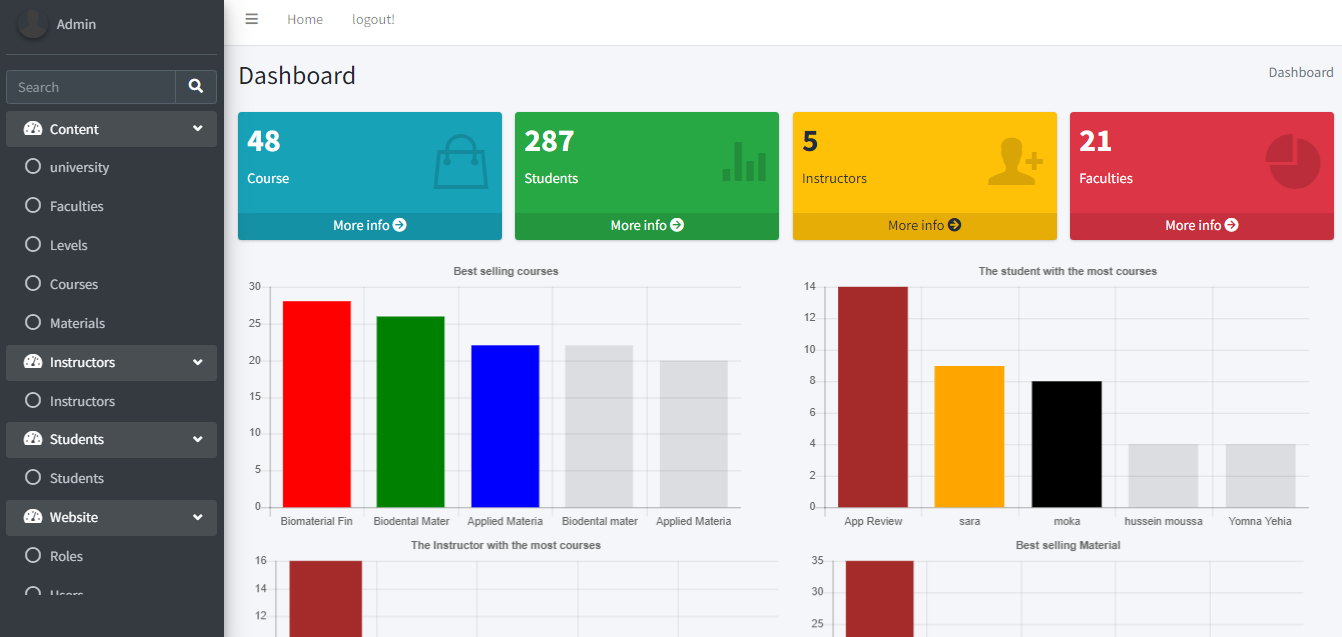 Admin
Search
Content
university
Faculties
Levels
Courses
Materials
Instructors
Instructors
Students
Students
Website
Roles
Users
Home logout!
Dashboard
Dashboard
48
Course
More info
287
Students
More info
5
Instructors
More info
21
Faculties
More info
Best selling courses
30
25
20
15
10
5
0
Biomaterial Fin Biodental Mater Applied Materia Biodental mater Applied Materia
The student with the most courses
14
12
10
8
6
4
2
0
App Review sara moka hussein moussa Yomna Yehia
The Instructor with the most courses
16
14
12
Best selling Material
35
30
25